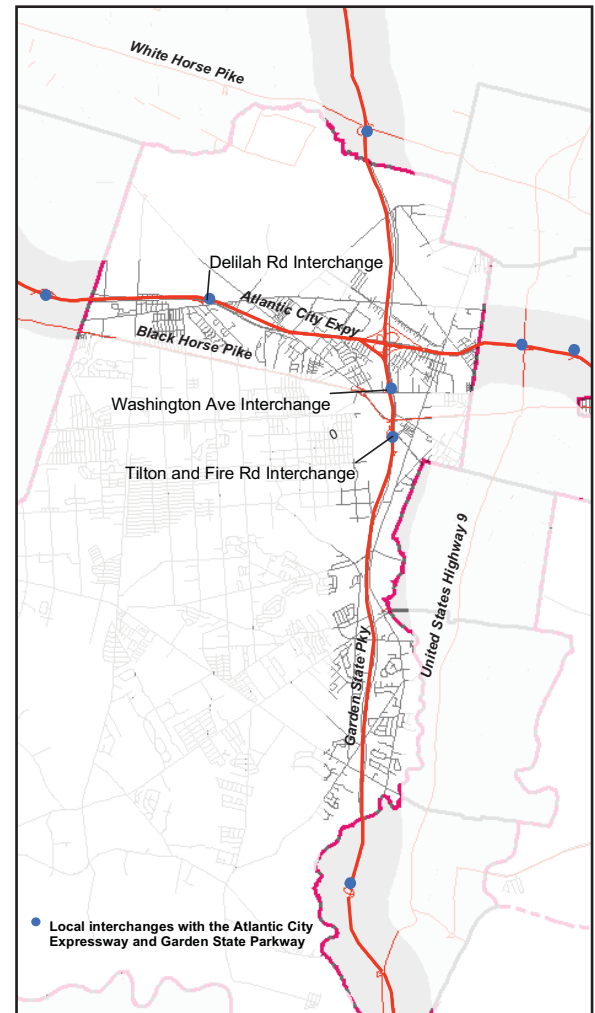 White Horse Pike
Delilah Rd Interchange
Atlantic City Expy
Black Horse Pike
Washington Ave Interchange
Tilton and Fire Rd Interchange
United States Highway 9
Garden State Pky
Local interchanges with the Atlantic City
Expressway and Garden State Parkway